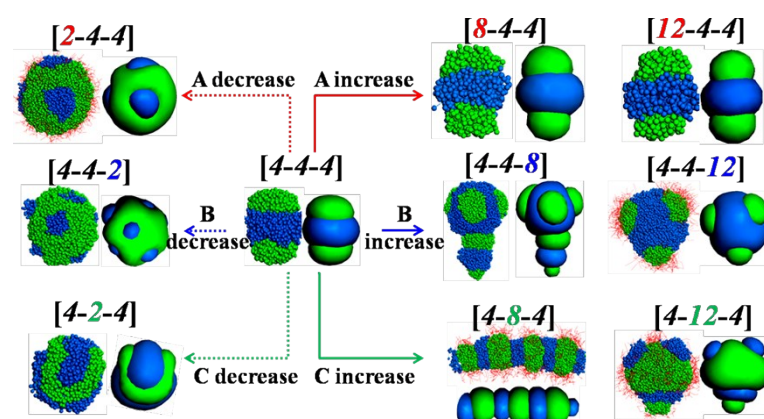 [2-4-4]
[8-4-4]
[12-4-4]
A decrease
A increase
[4-4-2]
[4-4-4]
[4-4-8]
[4-4-12]
B
decrease
B
increase
[4-2-4]
[4-8-4]
[4-12-4]
C decrease
C increase